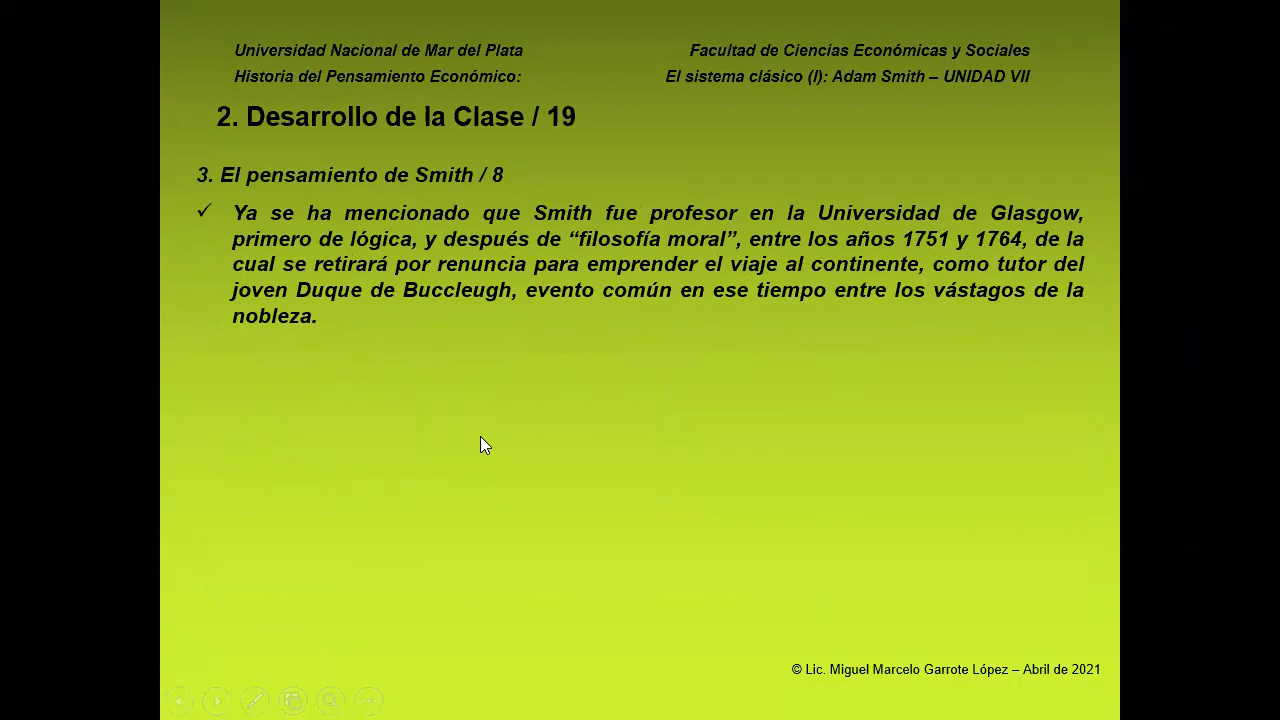 Universidad Nacional de Mar del Plata Facultad de Ciencias Económicas y Sociales
Historia del Pensamiento Económico: El sistema clásico (I): Adam Smith – UNIDAD VII
2. Desarrollo de la Clase / 19
3. El pensamiento de Smith / 8
✓ Ya se ha mencionado que Smith fue profesor en la Universidad de Glasgow,
primero de lógica, y después de “filosofía moral”, entre los años 1751 y 1764, de la
cual se retirará por renuncia para emprender el viaje al continente, como tutor del
joven Duque de Buccleugh, evento común en ese tiempo entre los vástagos de la
nobleza.
© Lic. Miguel Marcelo Garrote López – Abril de 2021